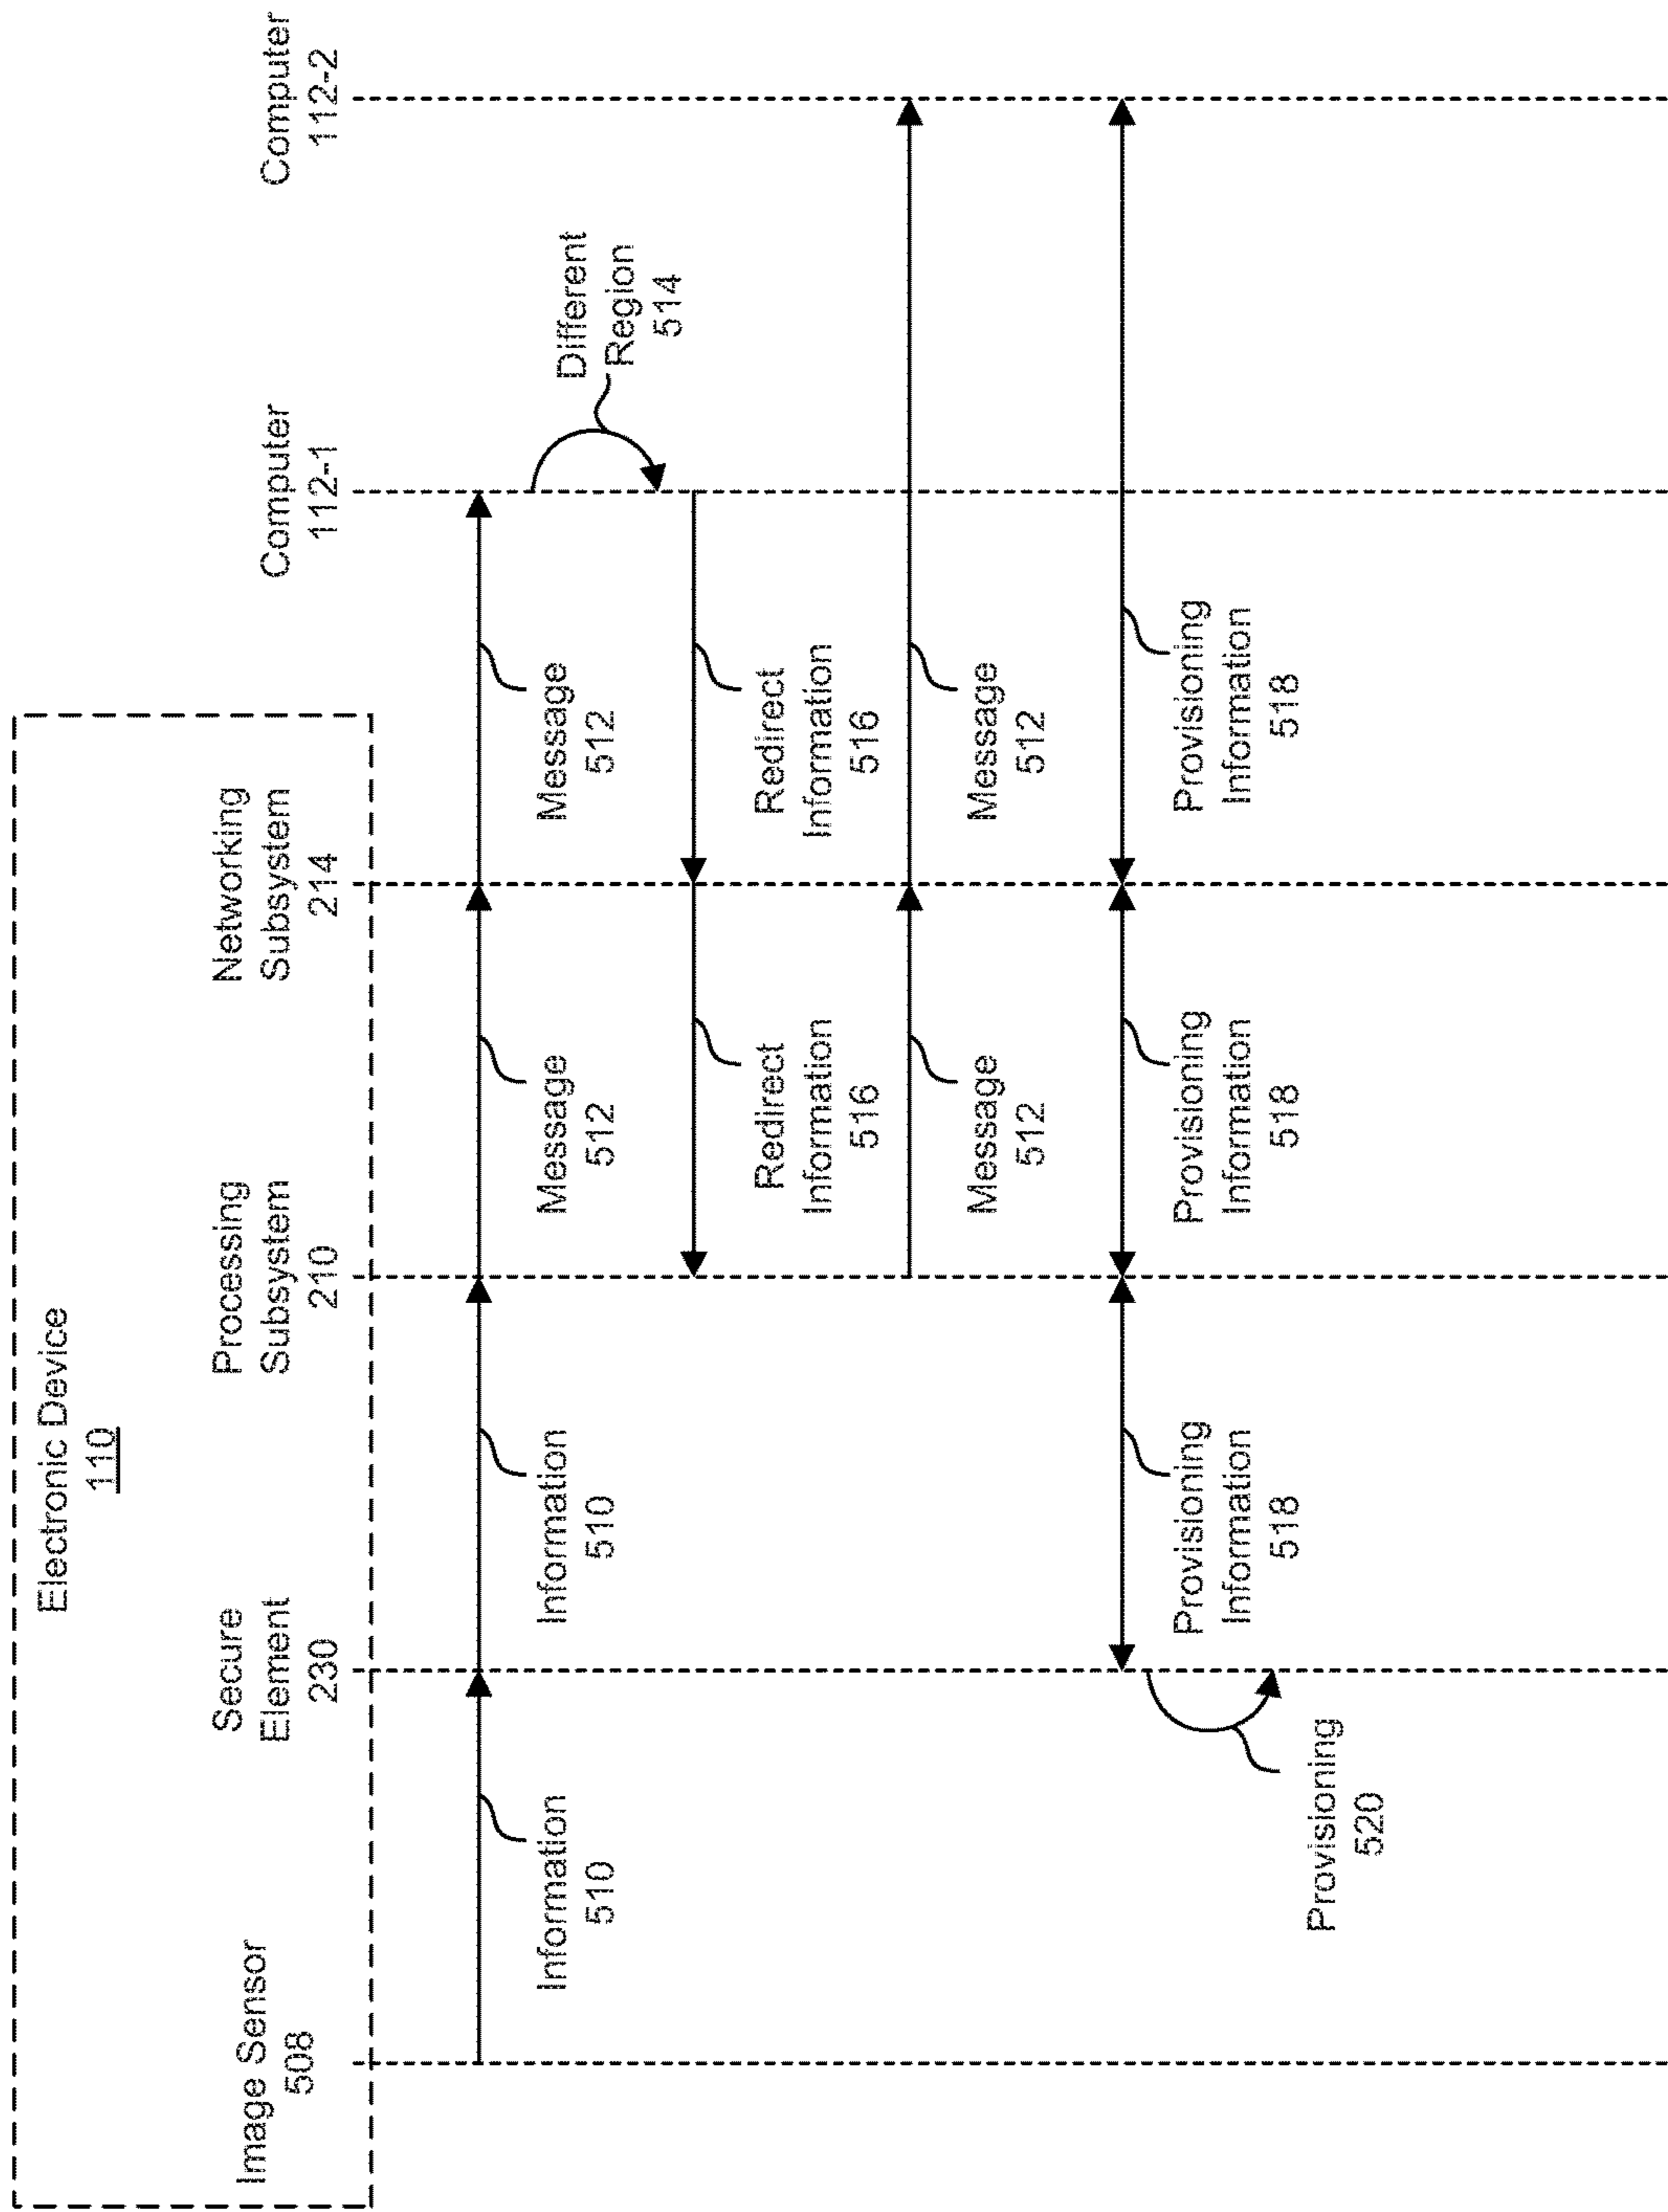 Electronic Device
110
Image Sensor
508
Secure
Element
230
Processing
Subsystem
210
Networking
Subsystem
214
Computer
112-1
Computer
112-2
Information
510
Information
510
Message
512
Message
512
Different
Region
514
Redirect
Information
516
Redirect
Information
516
Message
512
Message
512
Provisioning
Information
518
Provisioning
Information
518
Provisioning
Information
518
Provisioning
520